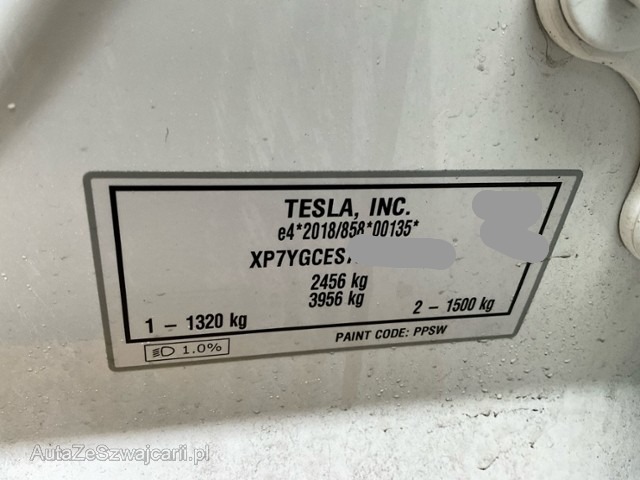 TESLA, INC.
e4*2018/858*00135*
XP7YGCES
2456 kg
3956 kg
1 – 1320 kg
2 – 1500 kg
PAINT CODE: PPSW
1.0%
AutaZeSzwajcarii.pl